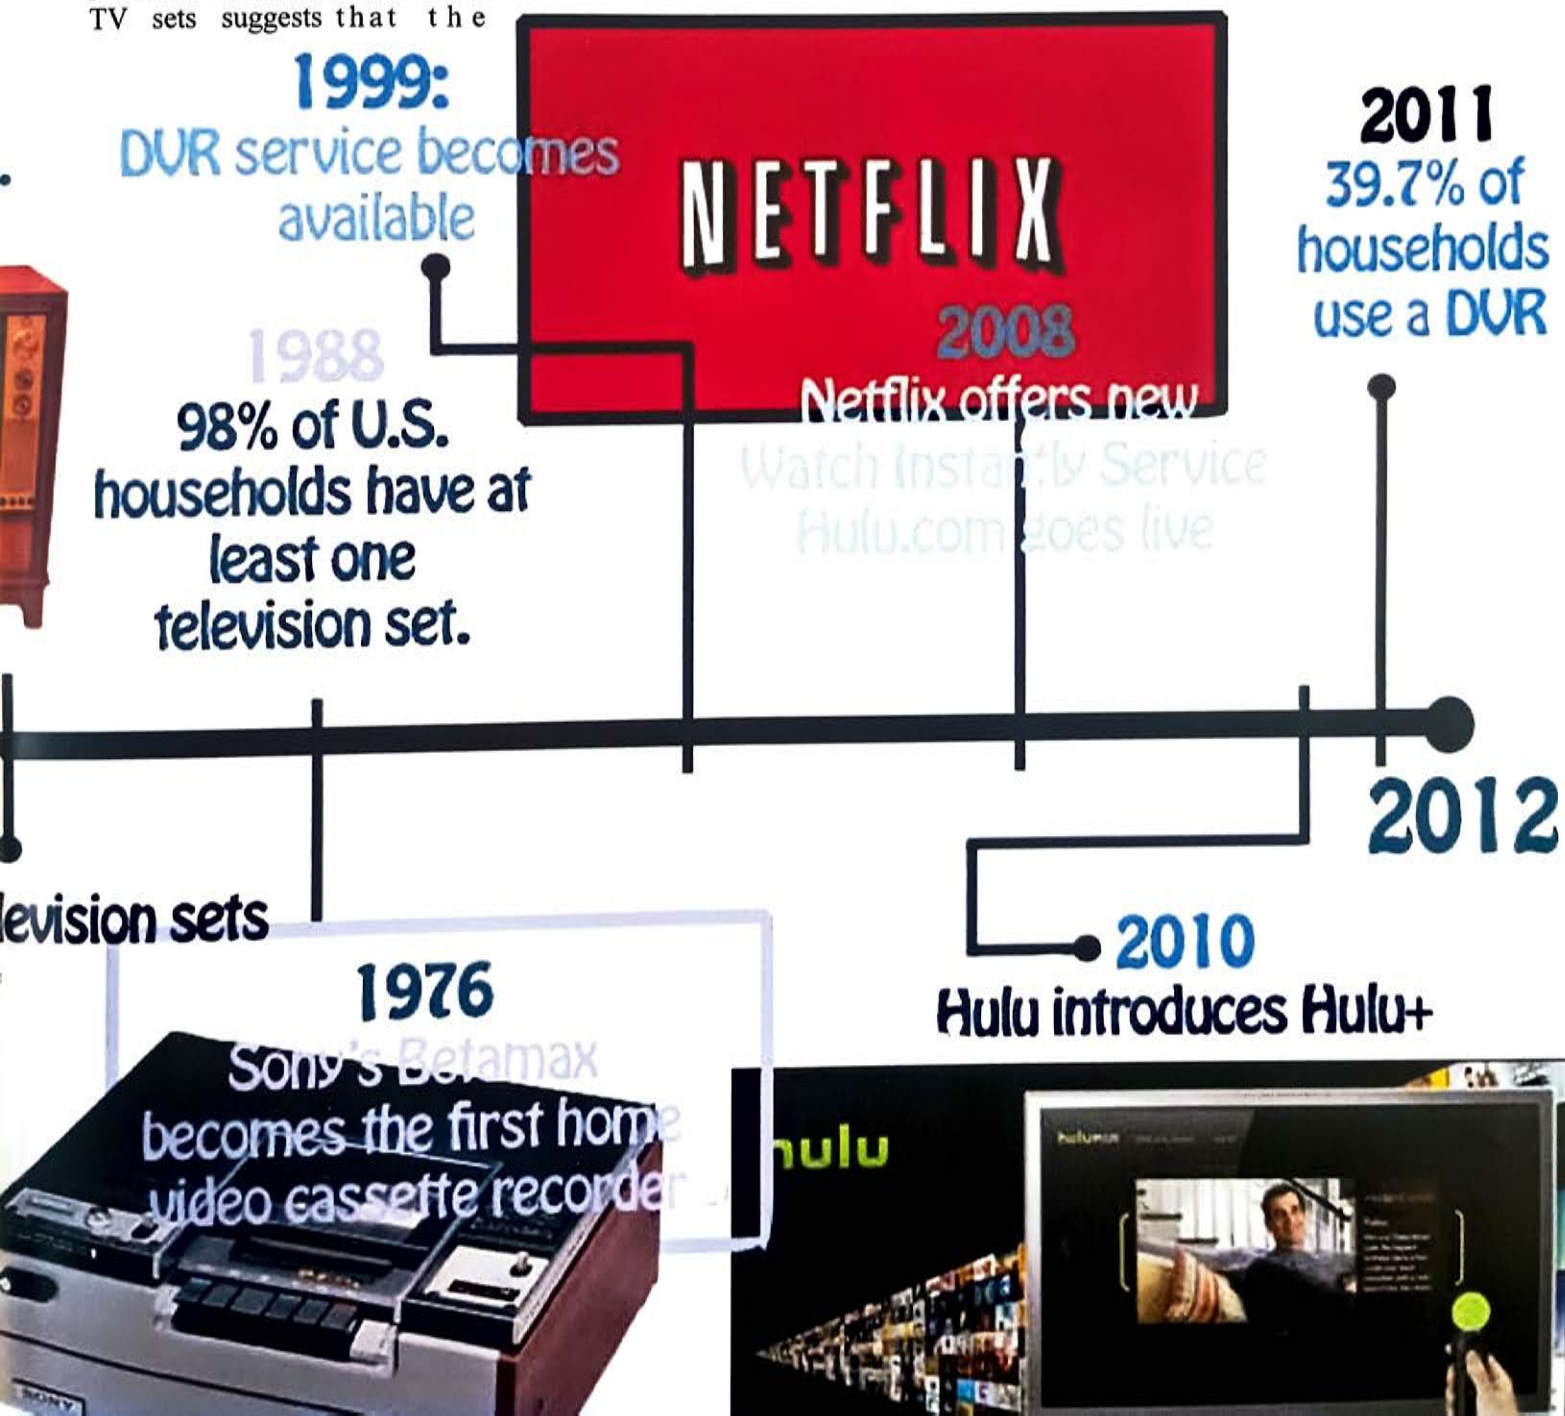 TV sets suggests that the
1999:
DVR service becomes
available
NETFLIX
2011
39.7% of
households
use a DVR
1988
98% of U.S.
households have at
least one
television set.
2008
Netflix offers new
Watch Instantly Service
Hulu.com goes live
2012
levision sets
1976
Sony's Betamax
becomes the first home
video cassette recorder
2010
Hulu introduces Hulu+
hulu
SONY